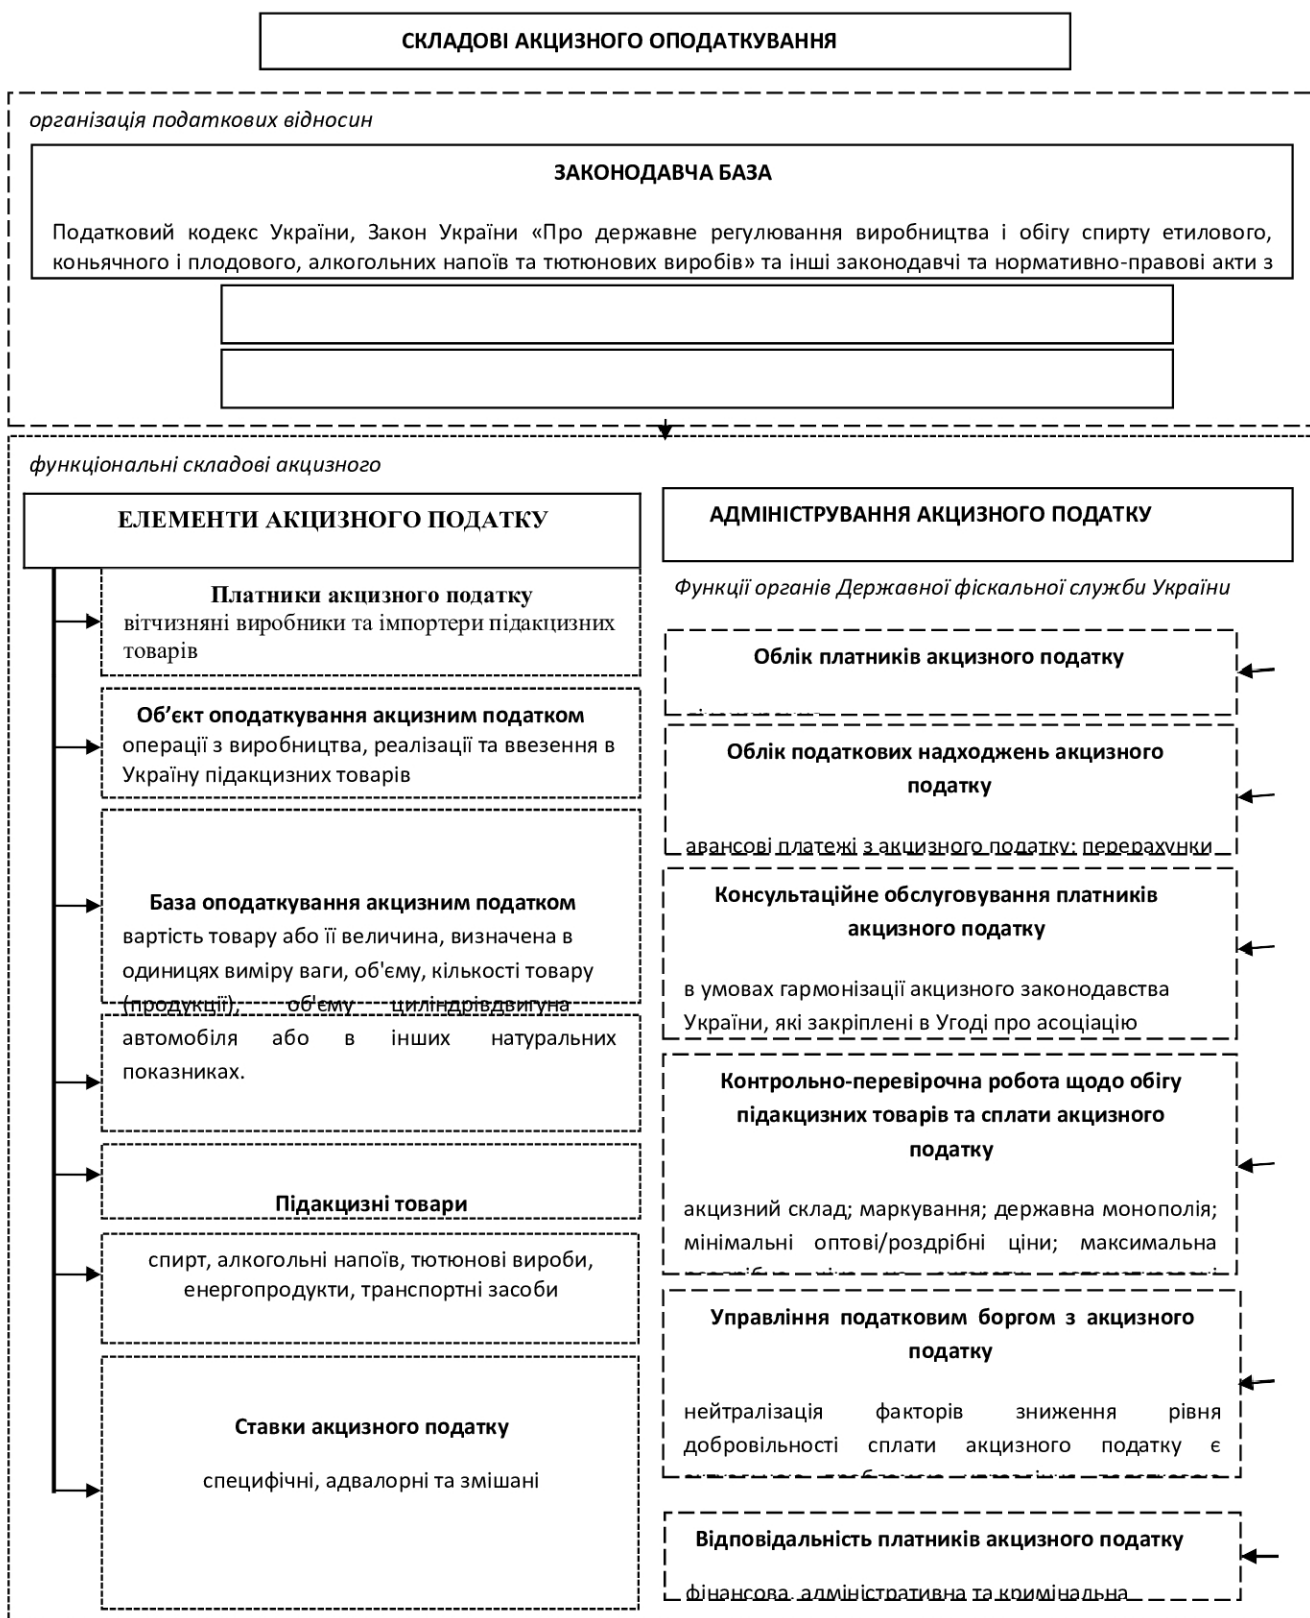 СКЛАДОВІ АКЦИЗНОГО ОПОДАТКУВАННЯ
організація податкових відносин
ЗАКОНОДАВЧА БАЗА
Податковий кодекс України, Закон України «Про державне регулювання виробництва і обігу спирту етилового,
коньячного і плодового, алкогольних напоїв та тютюнових виробів» та інші законодавчі та нормативно-правові акти з
функціональні складові акцизного
ЕЛЕМЕНТИ АКЦИЗНОГО ПОДАТКУ
Платники акцизного податку
вітчизняні виробники та імпортери підакцизних
товарів
Об’єкт оподаткування акцизним податком
операції з виробництва, реалізації та ввезення в
Україну підакцизних товарів
База оподаткування акцизним податком
вартість товару або її величина, визначена в
одиницях виміру ваги, об'єму, кількості товару
(продукції), об'єму циліндрівдвигуна
автомобіля або в інших натуральних
показниках.
Підакцизні товари
спирт, алкогольні напоїв, тютюнові вироби,
енергопродукти, транспортні засоби
Ставки акцизного податку
специфічні, адвалорні та змішані
АДМІНІСТРУВАННЯ АКЦИЗНОГО ПОДАТКУ
Функції органів Державної фіскальної служби України
Облік платників акцизного податку
Облік податкових надходжень акцизного
податку
авансові платежі з акцизного податку; перерахунки
Консультаційне обслуговування платників
акцизного податку
в умовах гармонізації акцизного законодавства
України, які закріплені в Угоді про асоціацію
Контрольно-перевірочна робота щодо обігу
підакцизних товарів та сплати акцизного
податку
акцизний склад; маркування; державна монополія;
мінімальні оптові/роздрібні ціни; максимальна
Управління податковим боргом з акцизного
податку
нейтралізація факторів зниження рівня
добровільності сплати акцизного податку є
Відповідальність платників акцизного податку
фінансова, адміністративна та кримінальна